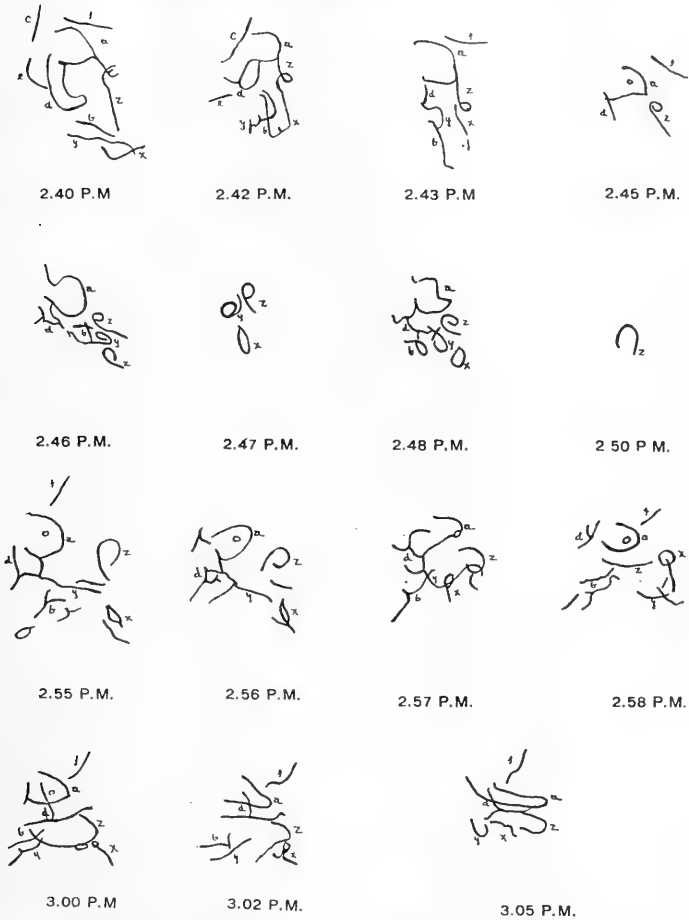 c f a
e d z
b y x
2.40 P.M
c f a
z e d
y b x
2.42 P.M.
f a
d z
y x b
2.43 P.M
f a
d z
2.45 P.M.
a
d b z
y z
2.46 P.M.
z y
x
2.47 P.M.
a
d z
b y x
2.48 P.M.
z
2 50 P M.
f
a
d z
y b x
2.55 P.M.
a
d z
y x
2.56 P.M.
a
d z
b y x
2.57 P.M.
f
d a x
z b y
2.58 P.M.
f
a
d z
b y x
3.00 P.M
f
a
d
b z
y x
3.02 P.M.
f
d a
y x z
3.05 P.M.